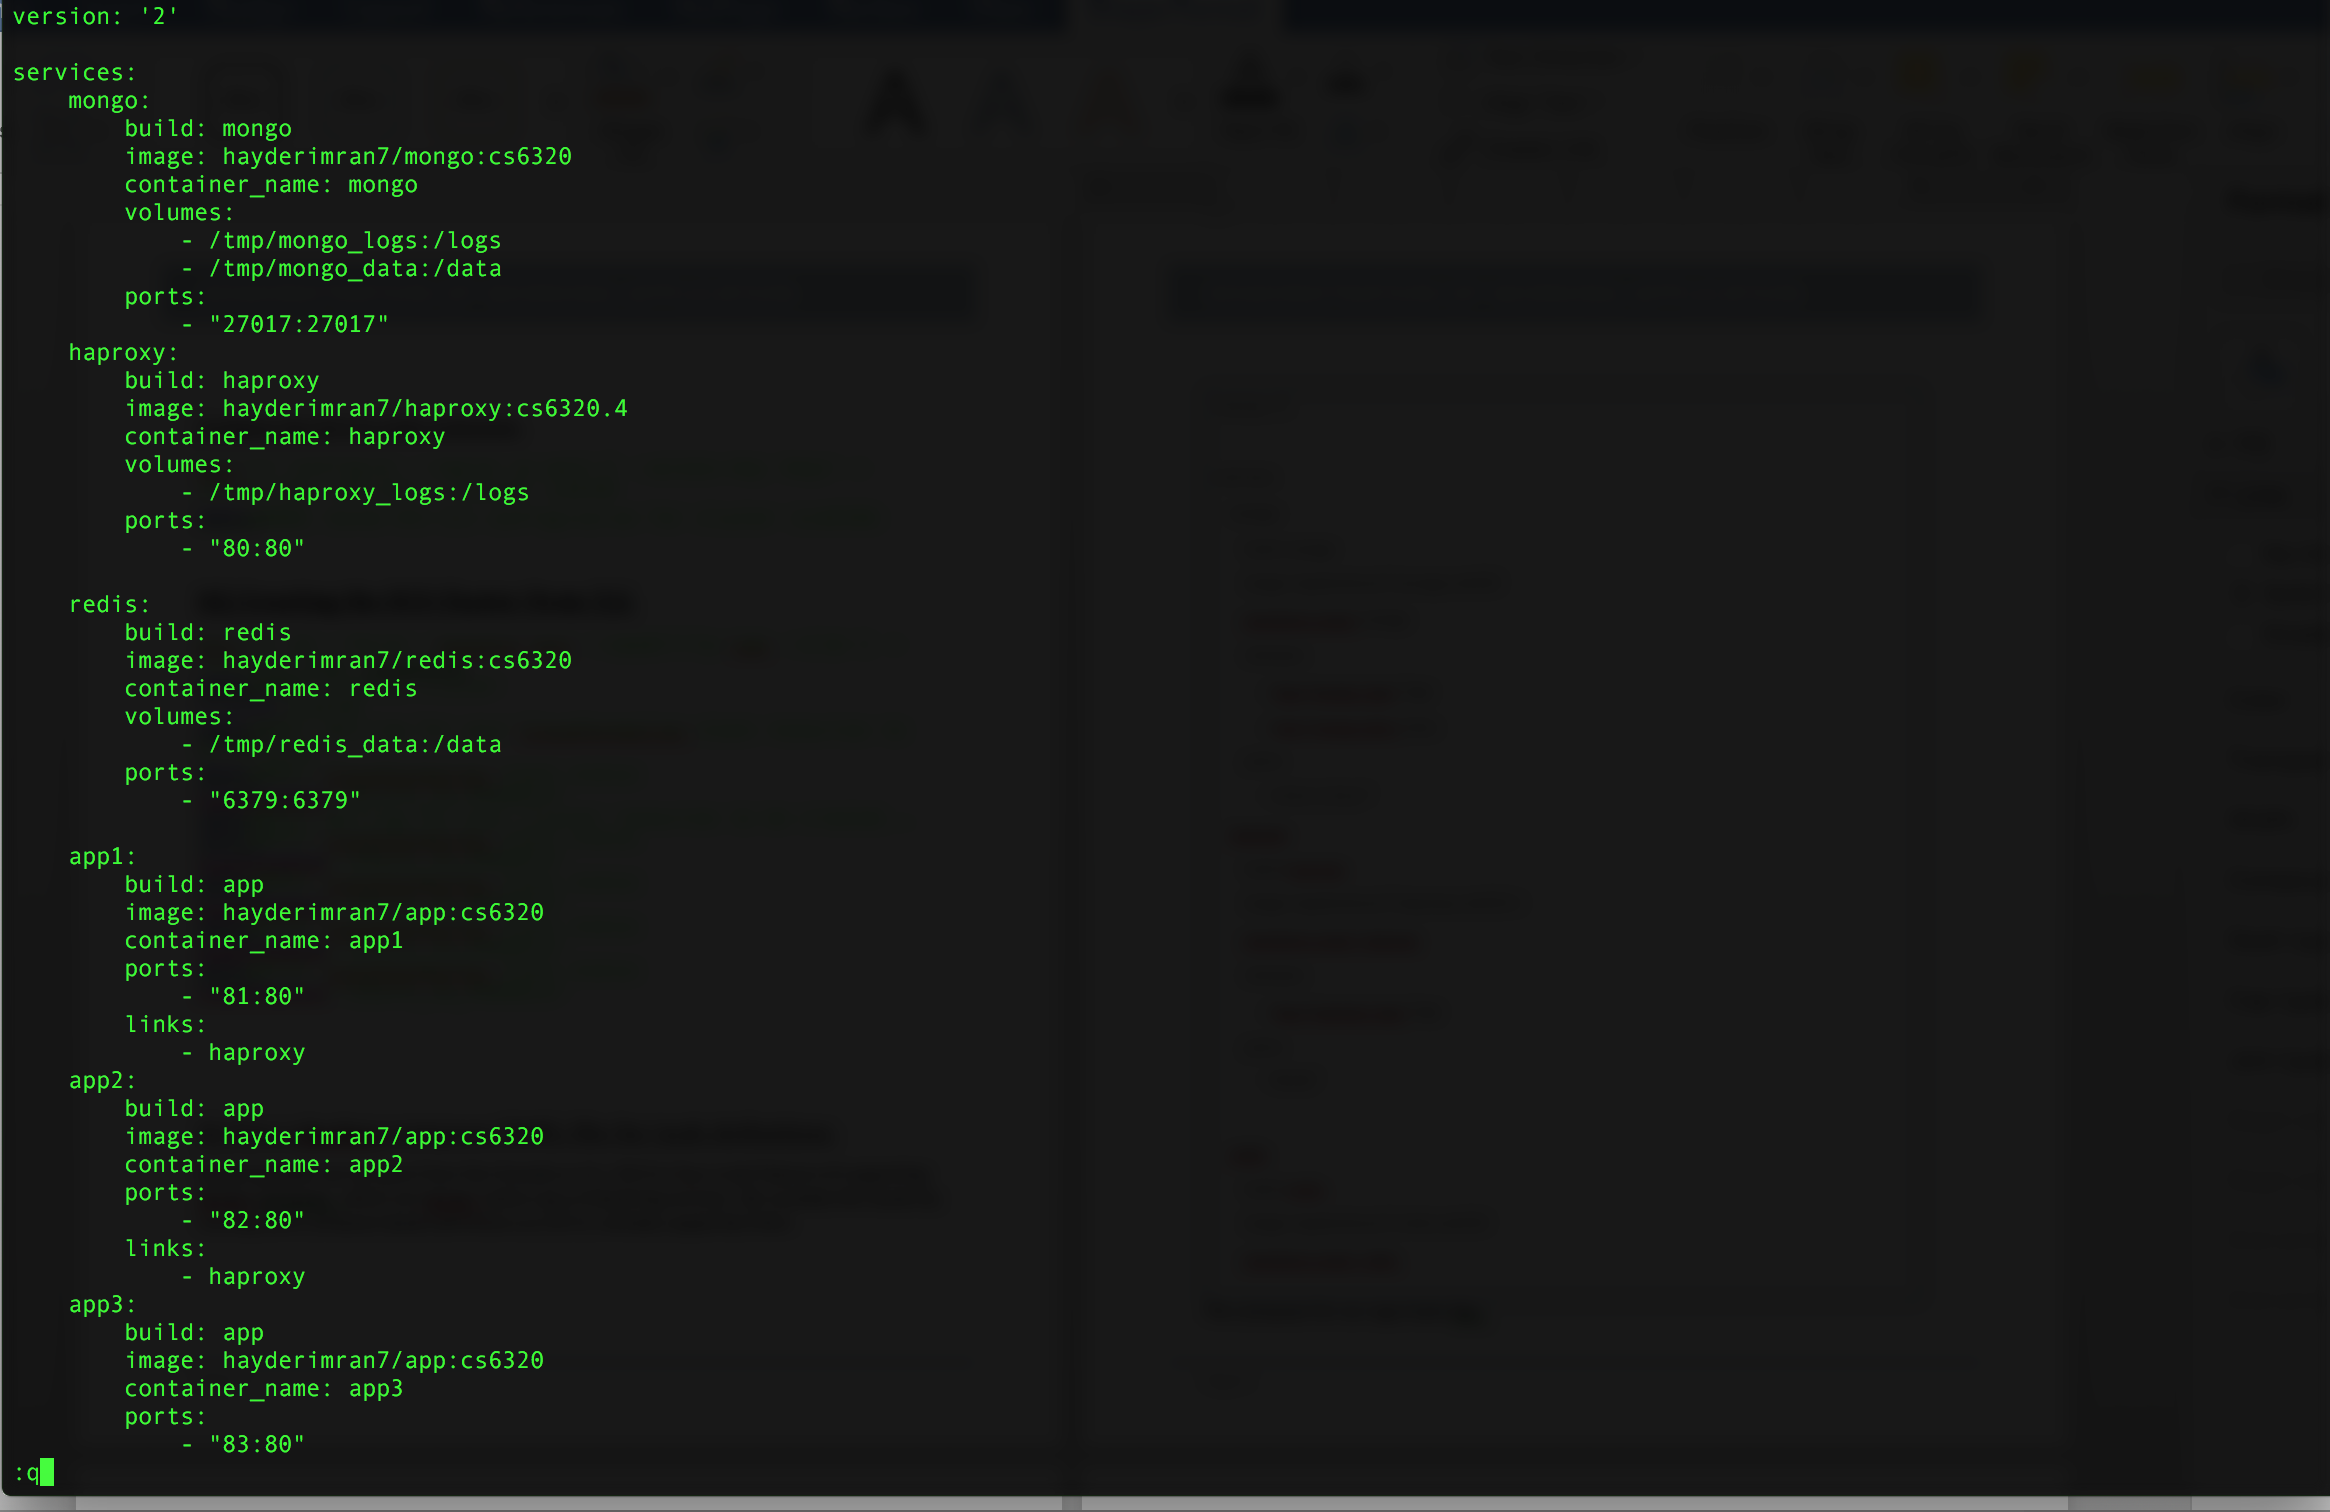 version: '2'

services:
    mongo:
        build: mongo
        image: hayderimran7/mongo:cs6320
        container_name: mongo
        volumes:
            - /tmp/mongo_logs:/logs
            - /tmp/mongo_data:/data
        ports:
            - "27017:27017"
    haproxy:
        build: haproxy
        image: hayderimran7/haproxy:cs6320.4
        container_name: haproxy
        volumes:
            - /tmp/haproxy_logs:/logs
        ports:
            - "80:80"

    redis:
        build: redis
        image: hayderimran7/redis:cs6320
        container_name: redis
        volumes:
            - /tmp/redis_data:/data
        ports:
            - "6379:6379"

    app1:
        build: app
        image: hayderimran7/app:cs6320
        container_name: app1
        ports:
            - "81:80"
        links:
            - haproxy
    app2:
        build: app
        image: hayderimran7/app:cs6320
        container_name: app2
        ports:
            - "82:80"
        links:
            - haproxy
    app3:
        build: app
        image: hayderimran7/app:cs6320
        container_name: app3
        ports:
            - "83:80"
:q